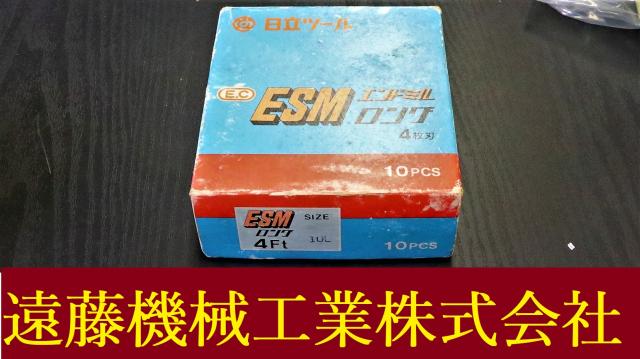 日立ツール
E.C ESM エンドミル
ロング
4枚刃
10PCS
ESM SIZE
ロング
4Ft 10L
10PCS
遠藤機械工業株式会社